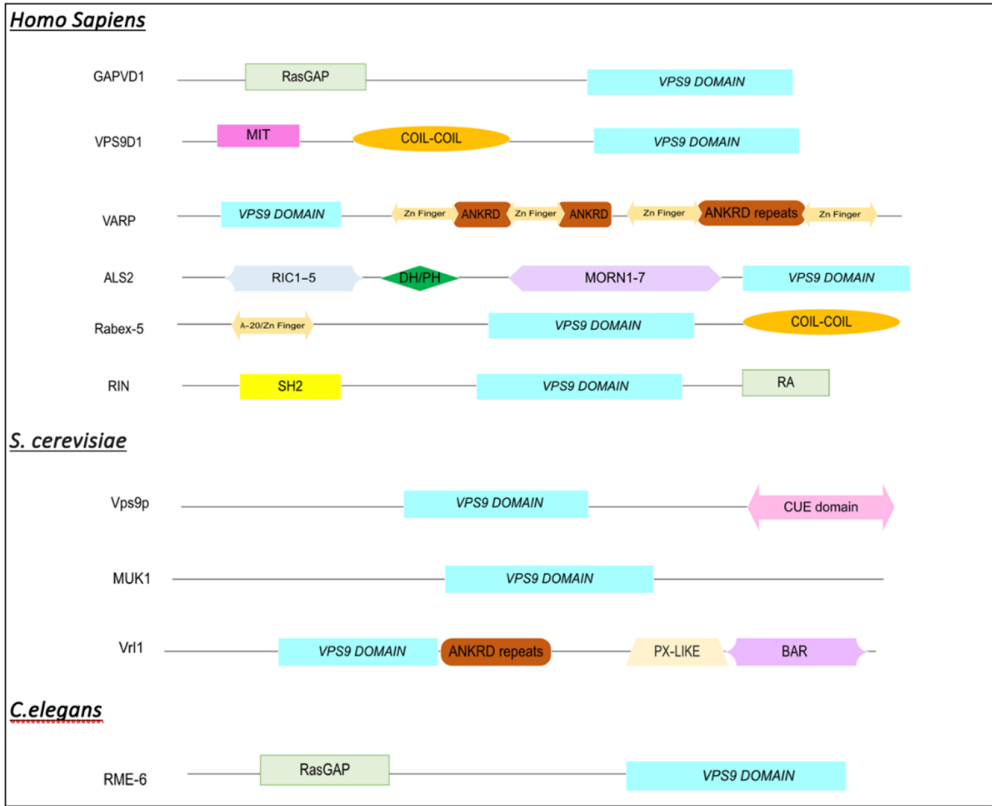 Homo Sapiens
GAPVD1 RasGAP VPS9 DOMAIN
VPS9D1 MIT COIL-COIL VPS9 DOMAIN
VARP VPS9 DOMAIN Zn Finger ANKRD Zn Finger ANKRD Zn Finger ANKRD repeats Zn Finger
ALS2 RIC1–5 DH/PH MORN1-7 VPS9 DOMAIN
Rabex-5 A–20/Zn Finger VPS9 DOMAIN COIL-COIL
RIN SH2 VPS9 DOMAIN RA
S. cerevisiae
Vps9p VPS9 DOMAIN CUE domain
MUK1 VPS9 DOMAIN
Vrl1 VPS9 DOMAIN ANKRD repeats PX-LIKE BAR
C.elegans
RME-6 RasGAP VPS9 DOMAIN